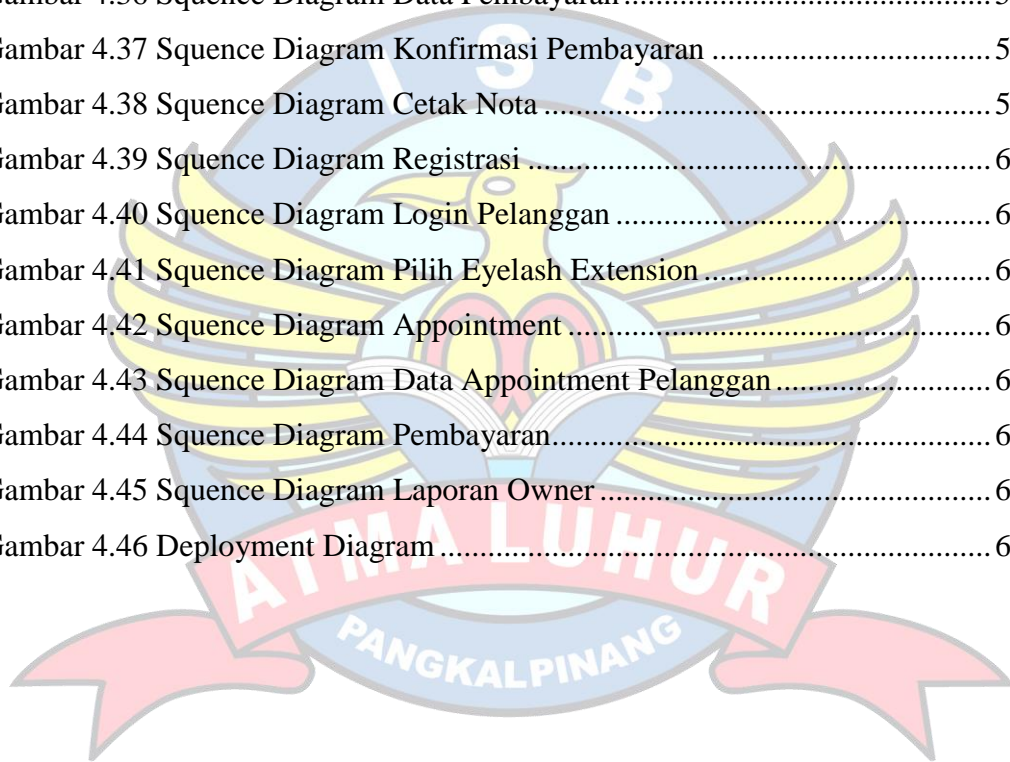 Gambar 4.37 Squence Diagram Konfirmasi Pembayaran ................................... 5
Gambar 4.38 Squence Diagram Cetak Nota ........................................................ 5
Gambar 4.39 Squence Diagram Registrasi .......................................................... 6
Gambar 4.40 Squence Diagram Login Pelanggan ............................................... 6
Gambar 4.41 Squence Diagram Pilih Eyelash Extension .................................... 6
Gambar 4.42 Squence Diagram Appointment ..................................................... 6
Gambar 4.43 Squence Diagram Data Appointment Pelanggan ........................... 6
Gambar 4.44 Squence Diagram Pembayaran ....................................................... 6
Gambar 4.45 Squence Diagram Laporan Owner ................................................. 6
Gambar 4.46 Deployment Diagram ..................................................................... 6
I S B
ATMA LUHUR
PANGKALPINANG